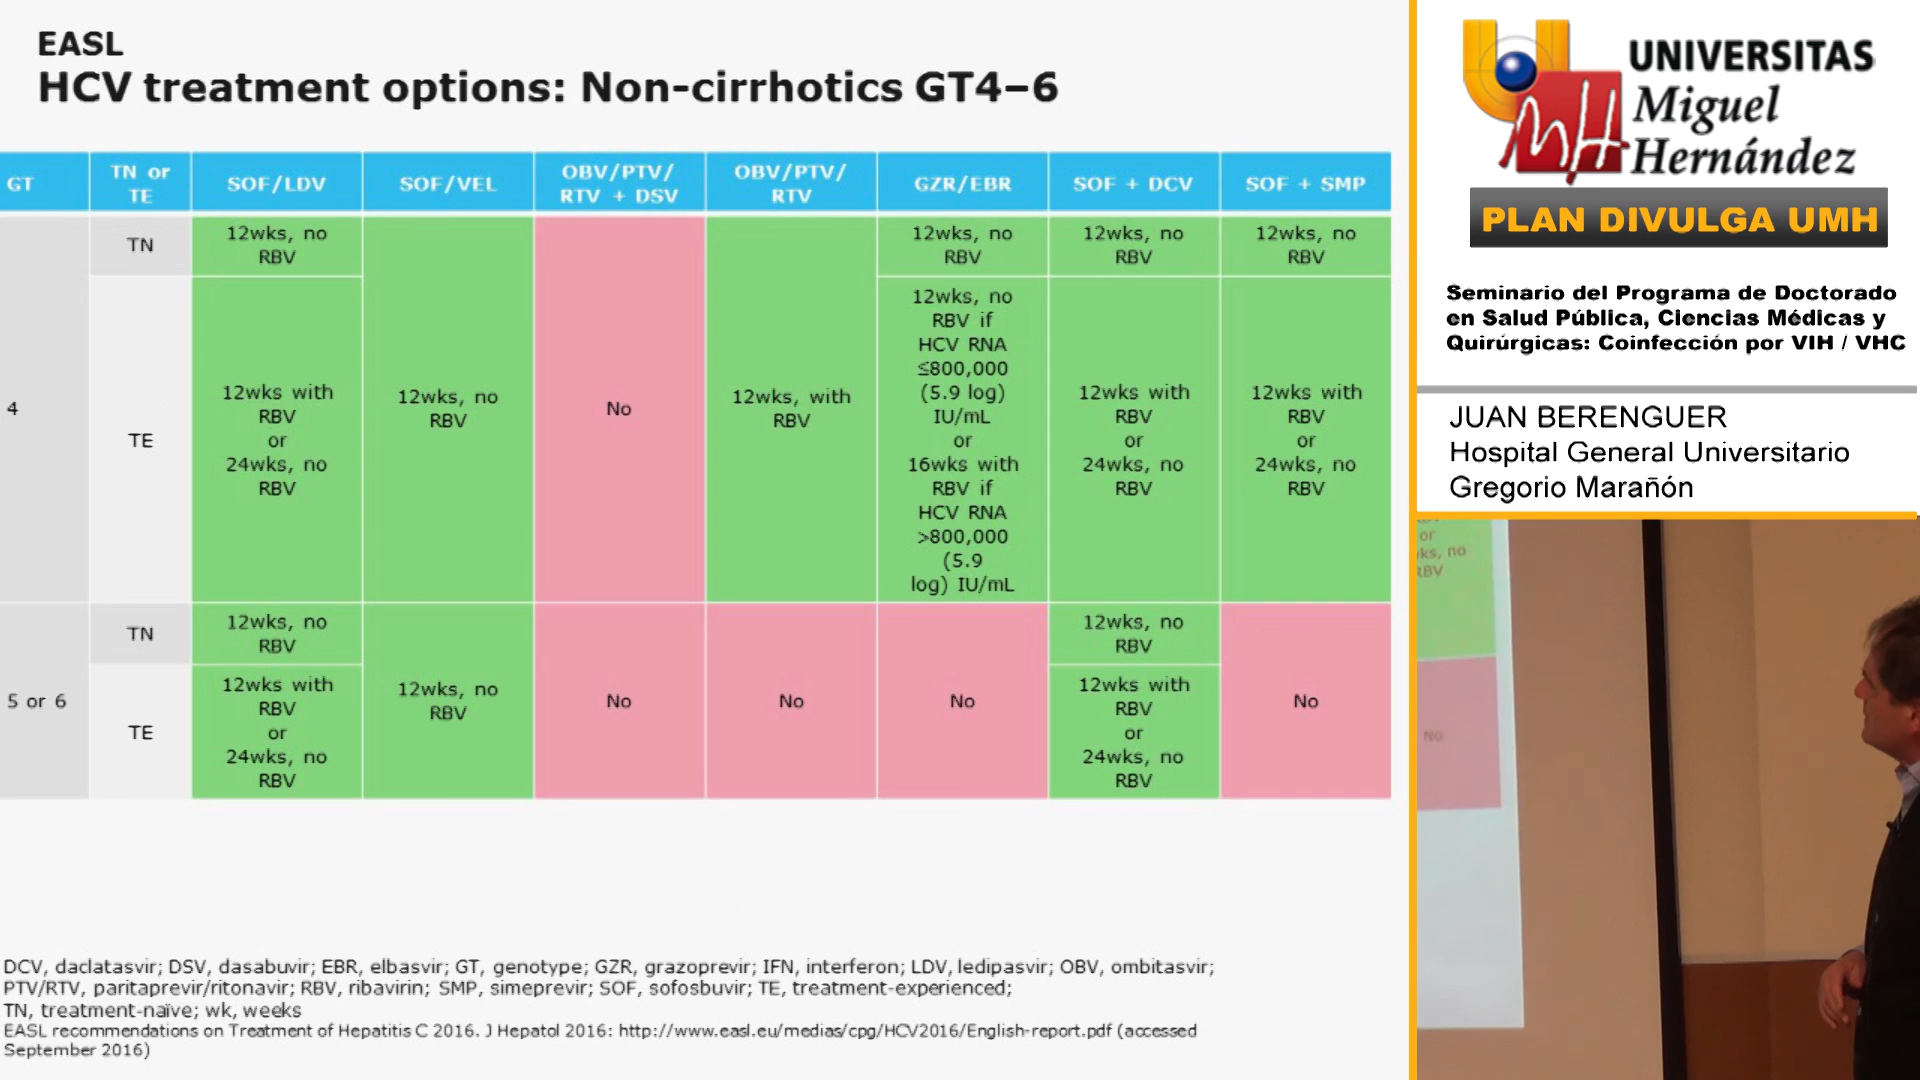 EASL
HCV treatment options: Non-cirrhotics GT4–6
GT
TN or
TE
SOF/LDV
SOF/VEL
OBV/PTV/
RTV + DSV
OBV/PTV/
RTV
GZR/EBR
SOF + DCV
SOF + SMP
4
TN
12wks, no
RBV
12wks, no
RBV
No
12wks, with
RBV
12wks, no
RBV
12wks, no
RBV
12wks, no
RBV
TE
12wks with
RBV
or
24wks, no
RBV
12wks, no
RBV if
HCV RNA
≤800,000
(5.9 log)
IU/mL
or
16wks with
RBV if
HCV RNA
>800,000
(5.9
log) IU/mL
12wks with
RBV
or
24wks, no
RBV
12wks with
RBV
or
24wks, no
RBV
5 or 6
TN
12wks, no
RBV
12wks, no
RBV
No
No
No
12wks, no
RBV
No
TE
12wks with
RBV
or
24wks, no
RBV
12wks with
RBV
or
24wks, no
RBV
DCV, daclatasvir; DSV, dasabuvir; EBR, elbasvir; GT, genotype; GZR, grazoprevir; IFN, interferon; LDV, ledipasvir; OBV, ombitasvir;
PTV/RTV, paritaprevir/ritonavir; RBV, ribavirin; SMP, simeprevir; SOF, sofosbuvir; TE, treatment-experienced;
TN, treatment-naïve; wk, weeks
EASL recommendations on Treatment of Hepatitis C 2016. J Hepatol 2016: http://www.easl.eu/medias/cpg/HCV2016/English-report.pdf (accessed
September 2016)
UNIVERSITAS
Miguel
Hernández
PLAN DIVULGA UMH
Seminario del Programa de Doctorado
en Salud Pública, Ciencias Médicas y
Quirúrgicas: Coinfección por VIH / VHC
JUAN BERENGUER
Hospital General Universitario
Gregorio Marañón
or
ks, no
RBV
No